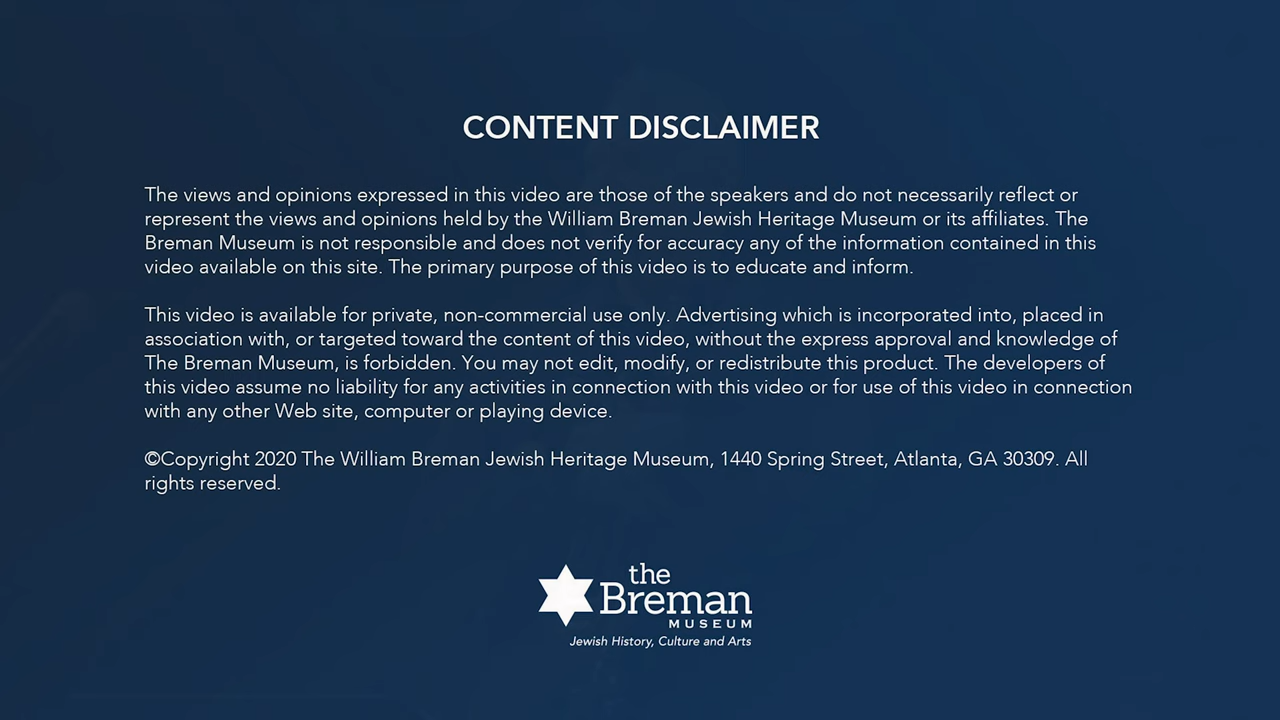 CONTENT DISCLAIMER
The views and opinions expressed in this video are those of the speakers and do not necessarily reflect or
represent the views and opinions held by the William Breman Jewish Heritage Museum or its affiliates. The
Breman Museum is not responsible and does not verify for accuracy any of the information contained in this
video available on this site. The primary purpose of this video is to educate and inform.
This video is available for private, non-commercial use only. Advertising which is incorporated into, placed in
association with, or targeted toward the content of this video, without the express approval and knowledge of
The Breman Museum, is forbidden. You may not edit, modify, or redistribute this product. The developers of
this video assume no liability for any activities in connection with this video or for use of this video in connection
with any other Web site, computer or playing device.
©Copyright 2020 The William Breman Jewish Heritage Museum, 1440 Spring Street, Atlanta, GA 30309. All
rights reserved.
the
Breman
MUSEUM
Jewish History, Culture and Arts